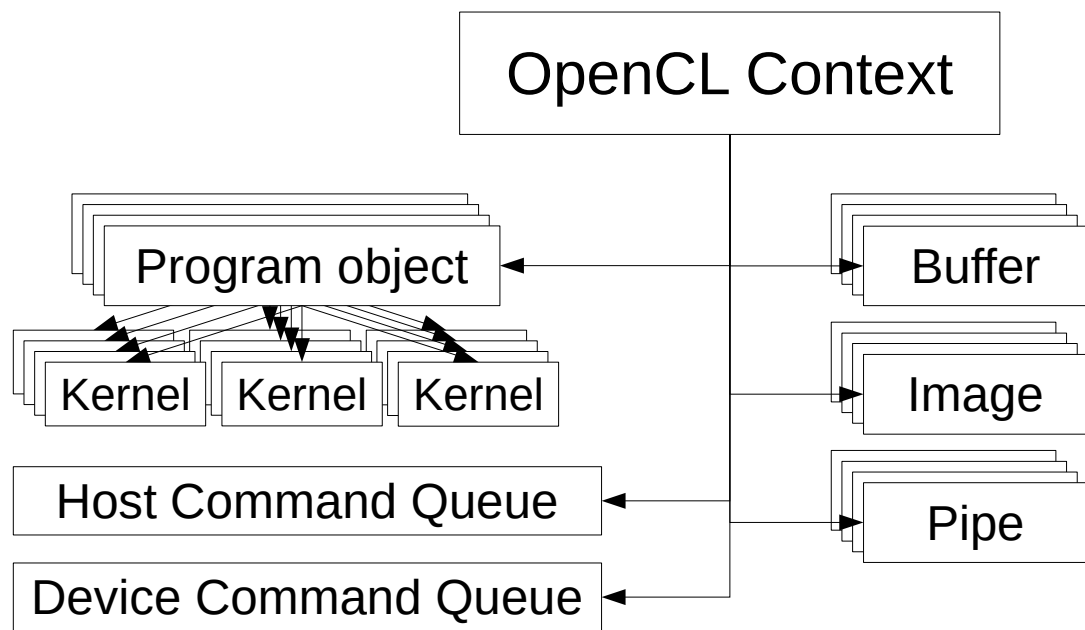 OpenCL Context
Program object
Buffer
Kernel
Kernel
Kernel
Image
Host Command Queue
Pipe
Device Command Queue